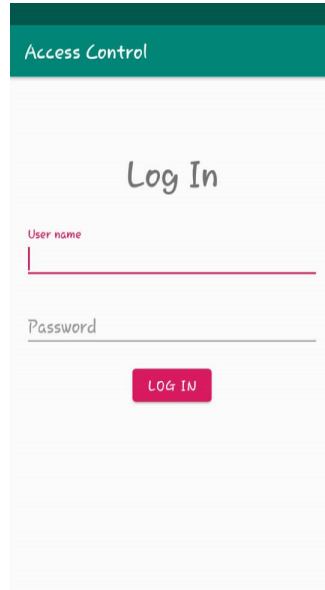 Access Control
Log In
User name
Password
LOG IN